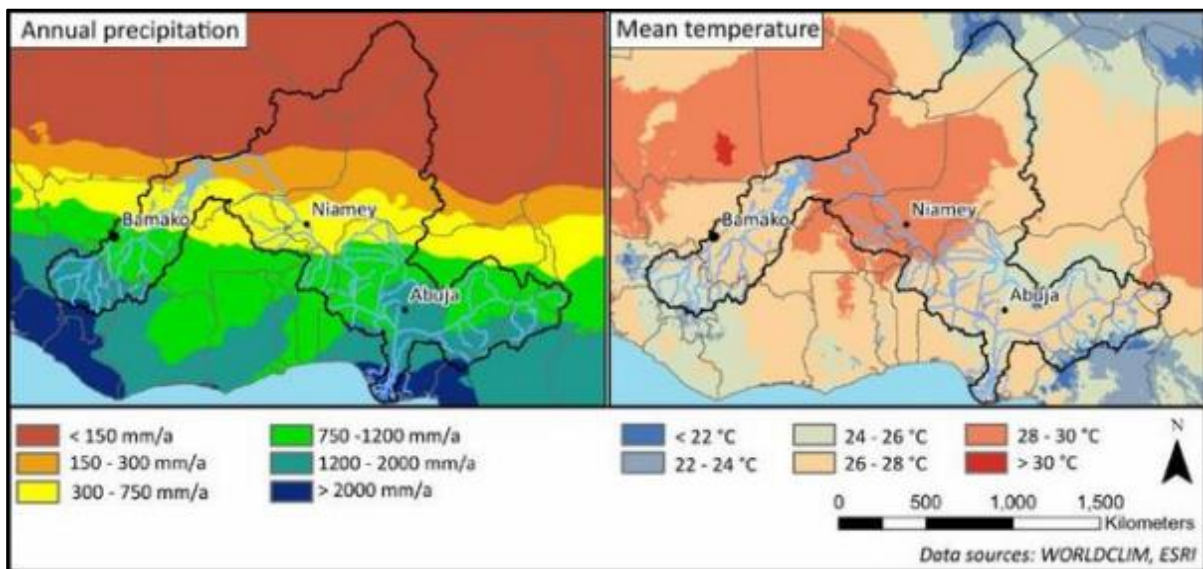 Annual precipitation
Bamako
Niamey
Abuja
Mean temperature
Bamako
Niamey
Abuja
< 150 mm/a
150 - 300 mm/a
300 - 750 mm/a
750 -1200 mm/a
1200 - 2000 mm/a
> 2000 mm/a
< 22 °C
22 - 24 °C
24 - 26 °C
26 - 28 °C
28 - 30 °C
> 30 °C
N
0 500 1,000 1,500
Kilometers
Data sources: WORLDCLIM, ESRI